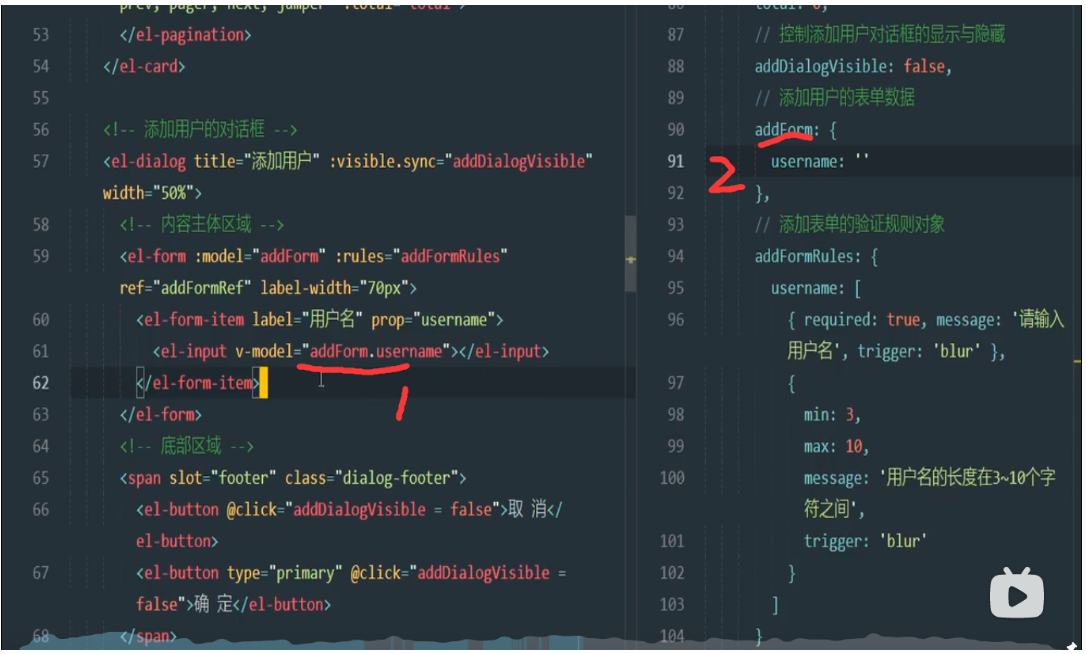 prev, pager, next, jumper" :total="total">
53 </el-pagination>
54 </el-card>
55
56 <!-- 添加用户的对话框 -->
57 <el-dialog title="添加用户" :visible.sync="addDialogVisible"
width="50%">
58 <!-- 内容主体区域 -->
59 <el-form :model="addForm" :rules="addFormRules"
ref="addFormRef" label-width="70px">
60 <el-form-item label="用户名" prop="username">
61 <el-input v-model="addForm.username"></el-input>
62 </el-form-item>
1
63 </el-form>
64 <!-- 底部区域 -->
65 <span slot="footer" class="dialog-footer">
66 <el-button @click="addDialogVisible = false">取 消</
el-button>
67 <el-button type="primary" @click="addDialogVisible =
false">确 定</el-button>
68 </span>
86 total: 0,
87 // 控制添加用户对话框的显示与隐藏
88 addDialogVisible: false,
89 // 添加用户的表单数据
90 addForm: {
91 username: ''
2
92 },
93 // 添加表单的验证规则对象
94 addFormRules: {
95 username: [
96 { required: true, message: '请输入
用户名', trigger: 'blur' },
97 {
98 min: 3,
99 max: 10,
100 message: '用户名的长度在3~10个字
符之间',
101 trigger: 'blur'
102 }
103 ]
104 }